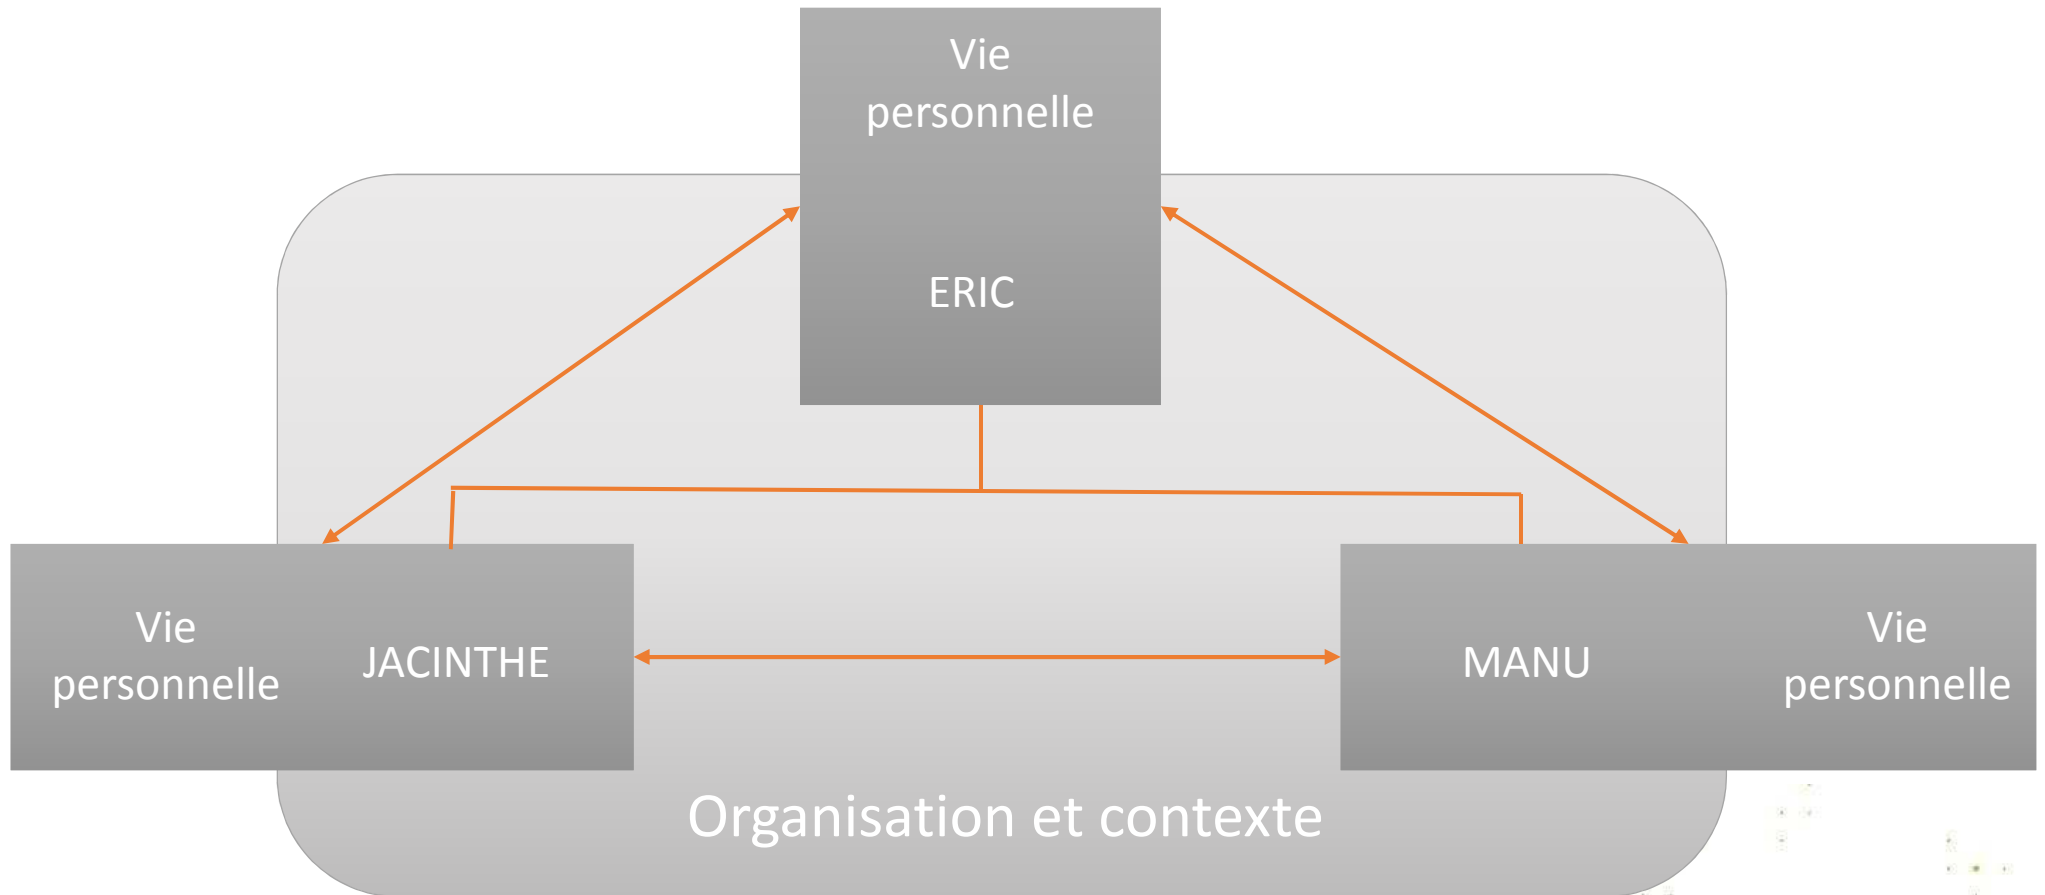 Vie
personnelle
ERIC
Vie
personnelle
JACINTHE
MANU
Vie
personnelle
Organisation et contexte